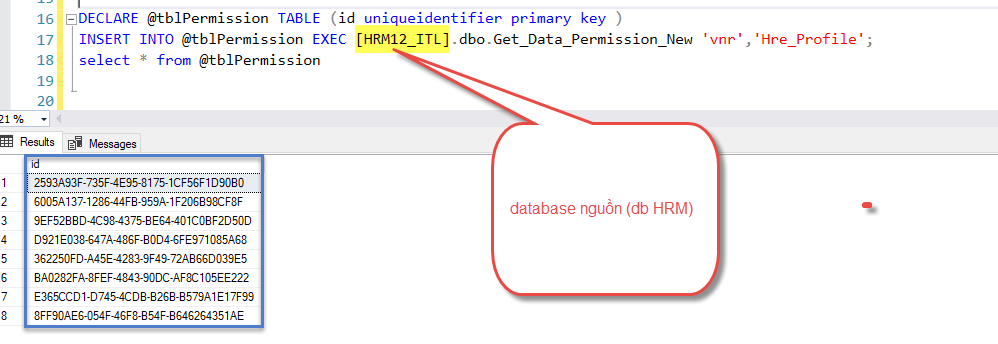 16 DECLARE @tblPermission TABLE (id uniqueidentifier primary key )
17 INSERT INTO @tblPermission EXEC [HRM12_ITL].dbo.Get_Data_Permission_New 'vnr','Hre_Profile';
18 select * from @tblPermission
19
20
21 %
Results Messages
id
1 2593A93F-735F-4E95-8175-1CF56F1D90B0
2 6005A137-1286-44FB-959A-1F206B98CF8F
3 9EF52BBD-4C98-4375-BE64-401C0BF2D50D
4 D921E038-647A-486F-B0D4-6FE971085A68
5 362250FD-A45E-4283-9F49-72AB66D039E5
6 BA0282FA-8FEF-4843-90DC-AF8C105EE222
7 E365CCD1-D745-4CDB-B26B-B579A1E17F99
8 8FF90AE6-054F-46F8-B54F-B646264351AE
database nguồn (db HRM)